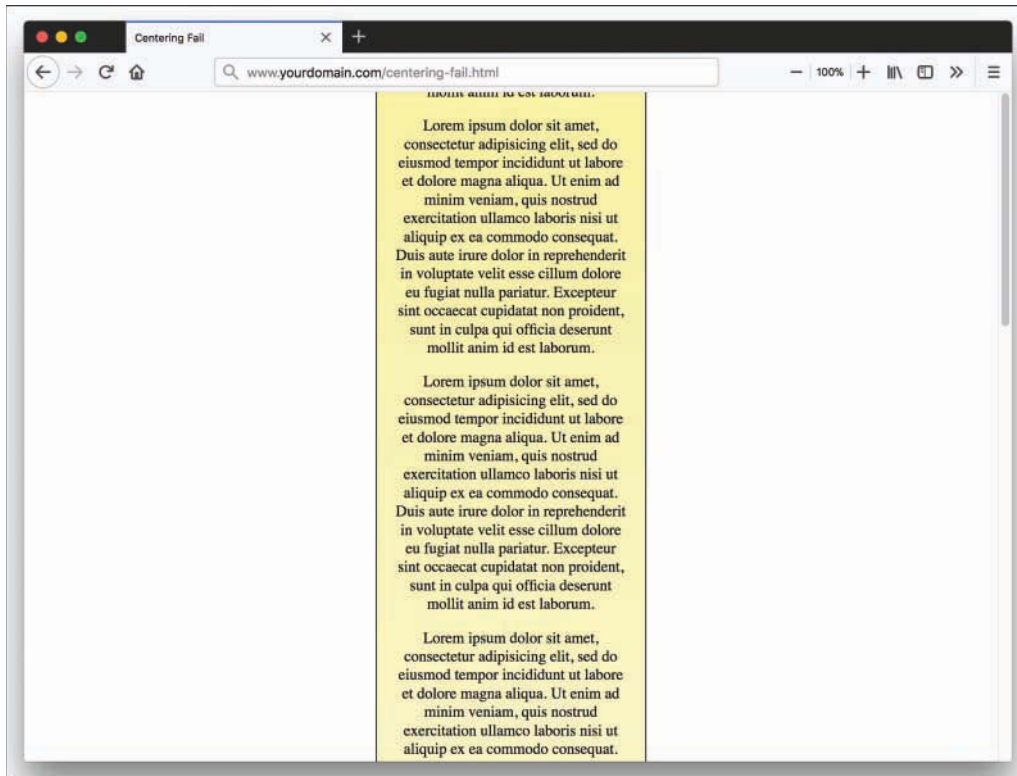 Centering Fail
www.yourdomain.com/centering-fail.html
100%
mollit anim id est laborum.
Lorem ipsum dolor sit amet,
consectetur adipisicing elit, sed do
eiusmod tempor incididunt ut labore
et dolore magna aliqua. Ut enim ad
minim veniam, quis nostrud
exercitation ullamco laboris nisi ut
aliquip ex ea commodo consequat.
Duis aute irure dolor in reprehenderit
in voluptate velit esse cillum dolore
eu fugiat nulla pariatur. Excepteur
sint occaecat cupidatat non proident,
sunt in culpa qui officia deserunt
mollit anim id est laborum.
Lorem ipsum dolor sit amet,
consectetur adipisicing elit, sed do
eiusmod tempor incididunt ut labore
et dolore magna aliqua. Ut enim ad
minim veniam, quis nostrud
exercitation ullamco laboris nisi ut
aliquip ex ea commodo consequat.
Duis aute irure dolor in reprehenderit
in voluptate velit esse cillum dolore
eu fugiat nulla pariatur. Excepteur
sint occaecat cupidatat non proident,
sunt in culpa qui officia deserunt
mollit anim id est laborum.
Lorem ipsum dolor sit amet,
consectetur adipisicing elit, sed do
eiusmod tempor incididunt ut labore
et dolore magna aliqua. Ut enim ad
minim veniam, quis nostrud
exercitation ullamco laboris nisi ut
aliquip ex ea commodo consequat.